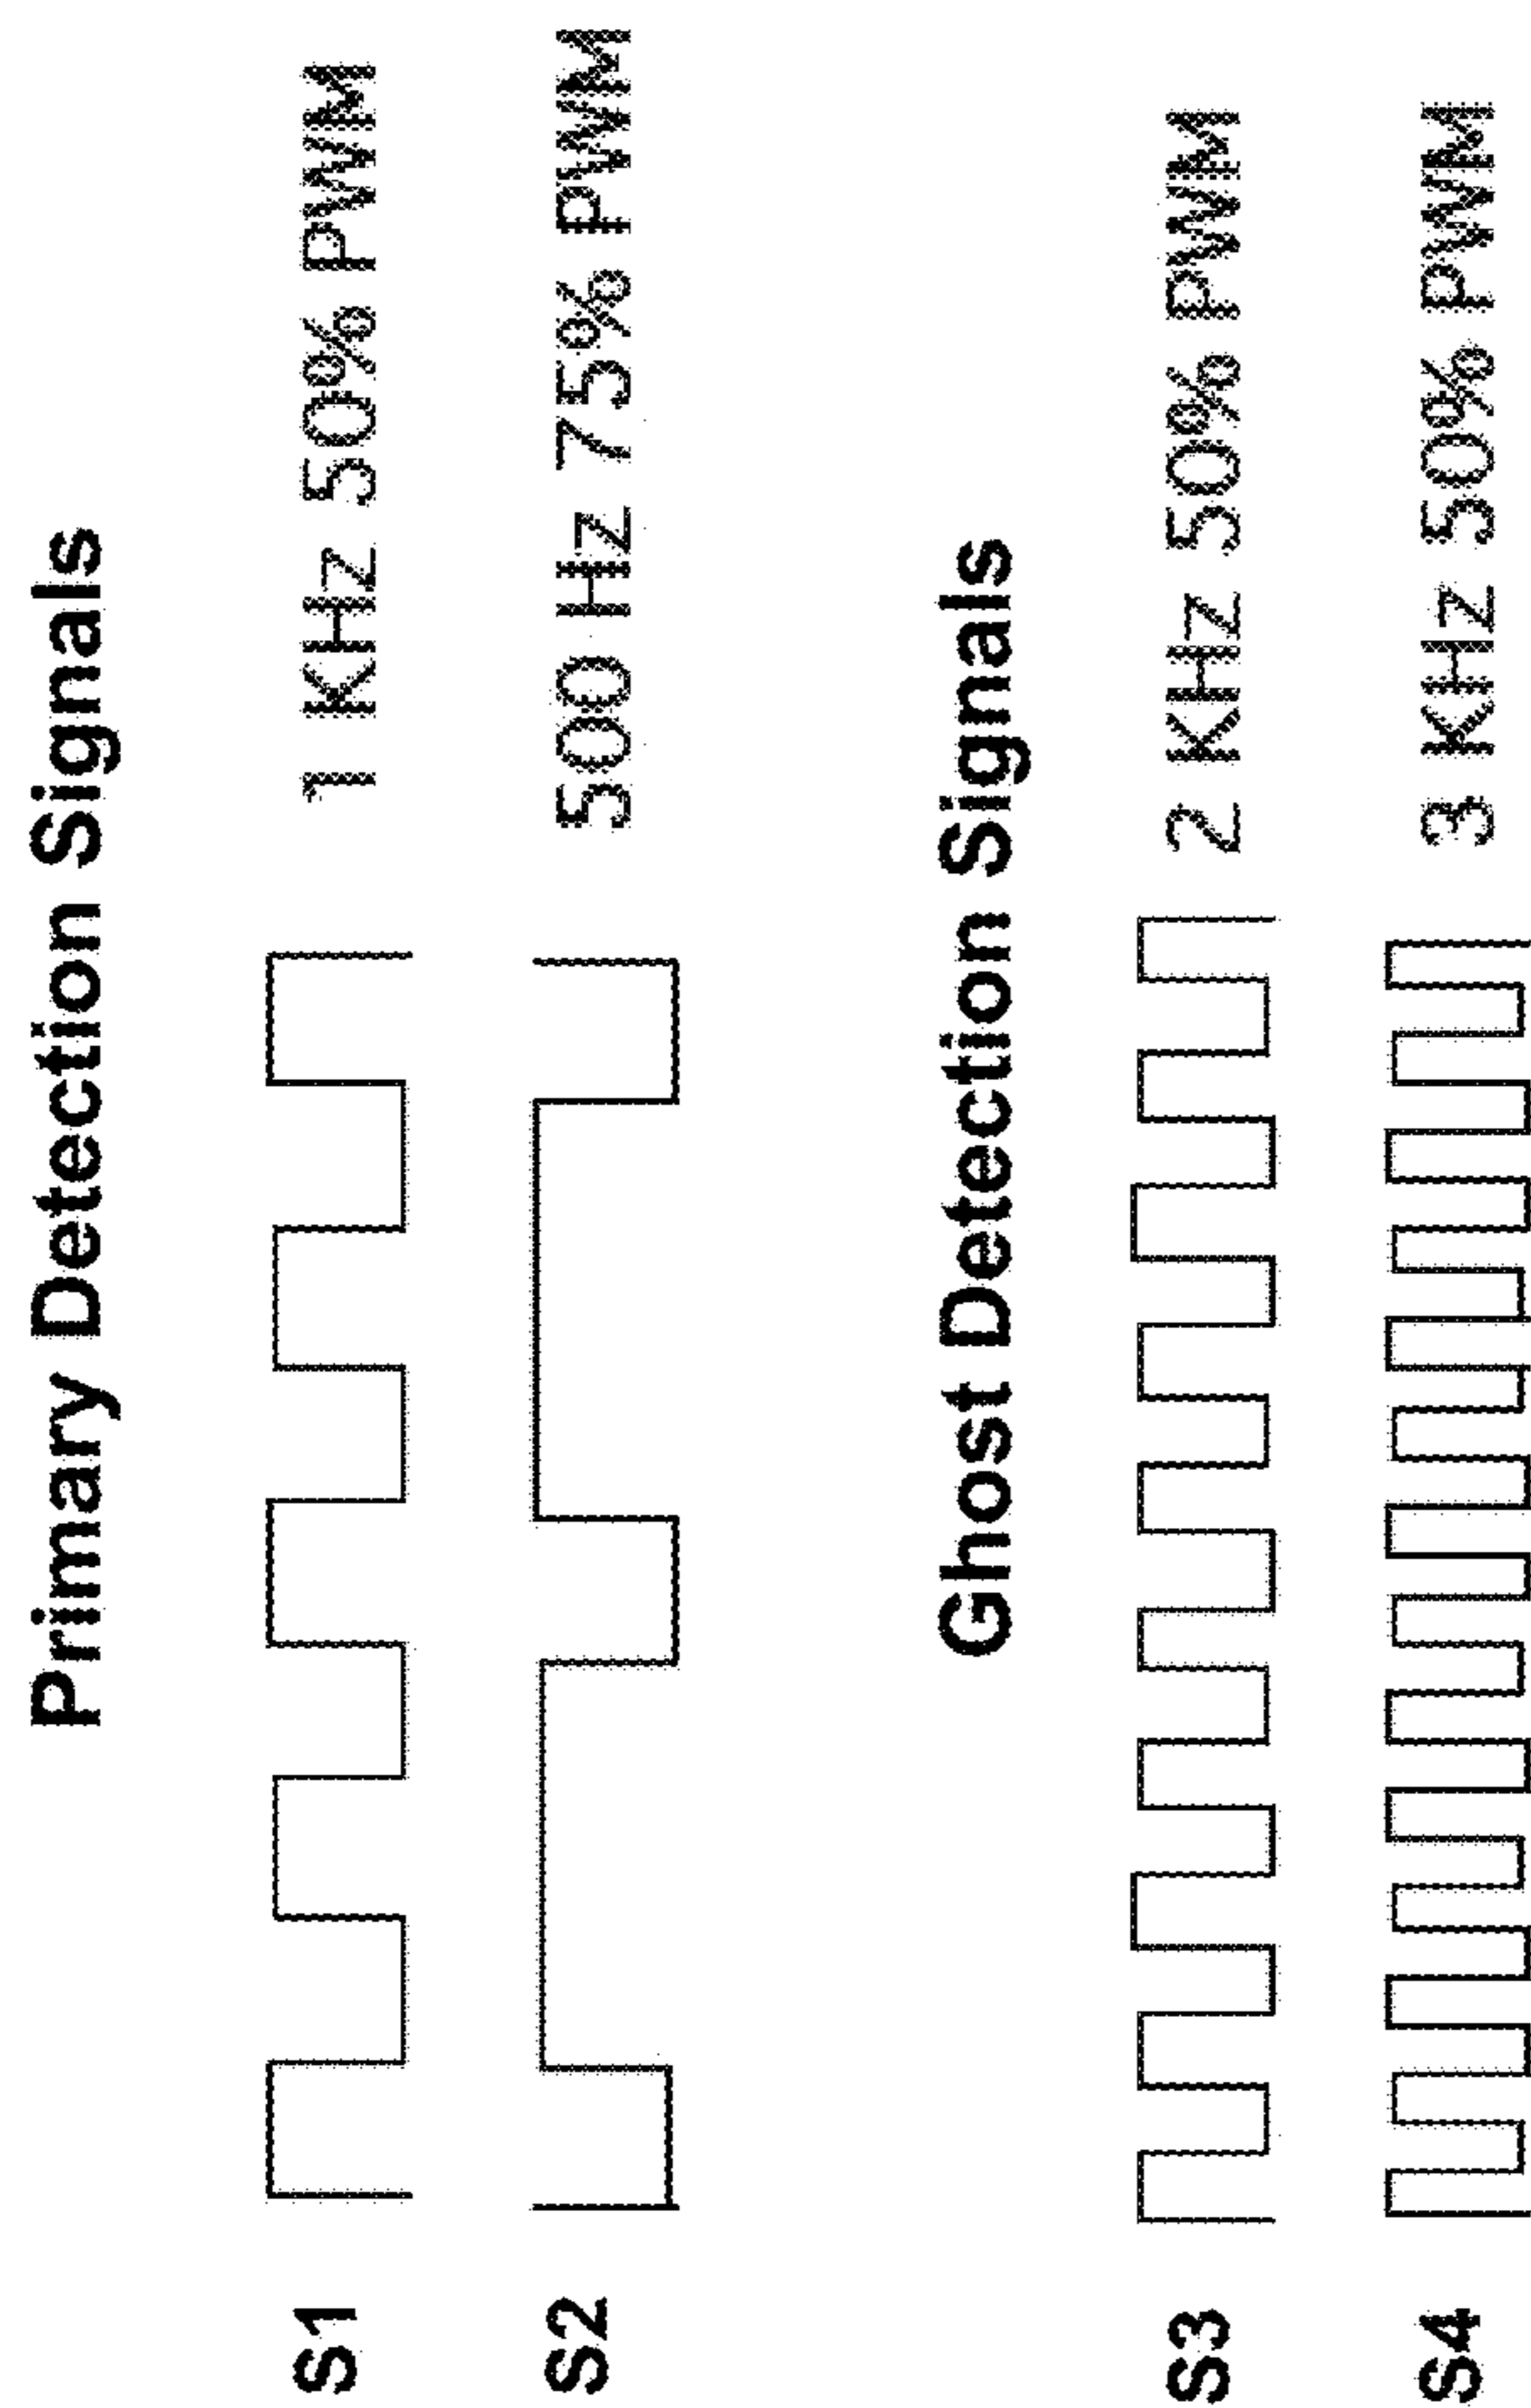 Primary Detection Signals
S1 1 KHz 50% PWM
S2 500 Hz 75% PWM
Ghost Detection Signals
S3 2 KHz 50% PWM
S4 3 KHz 50% PWM